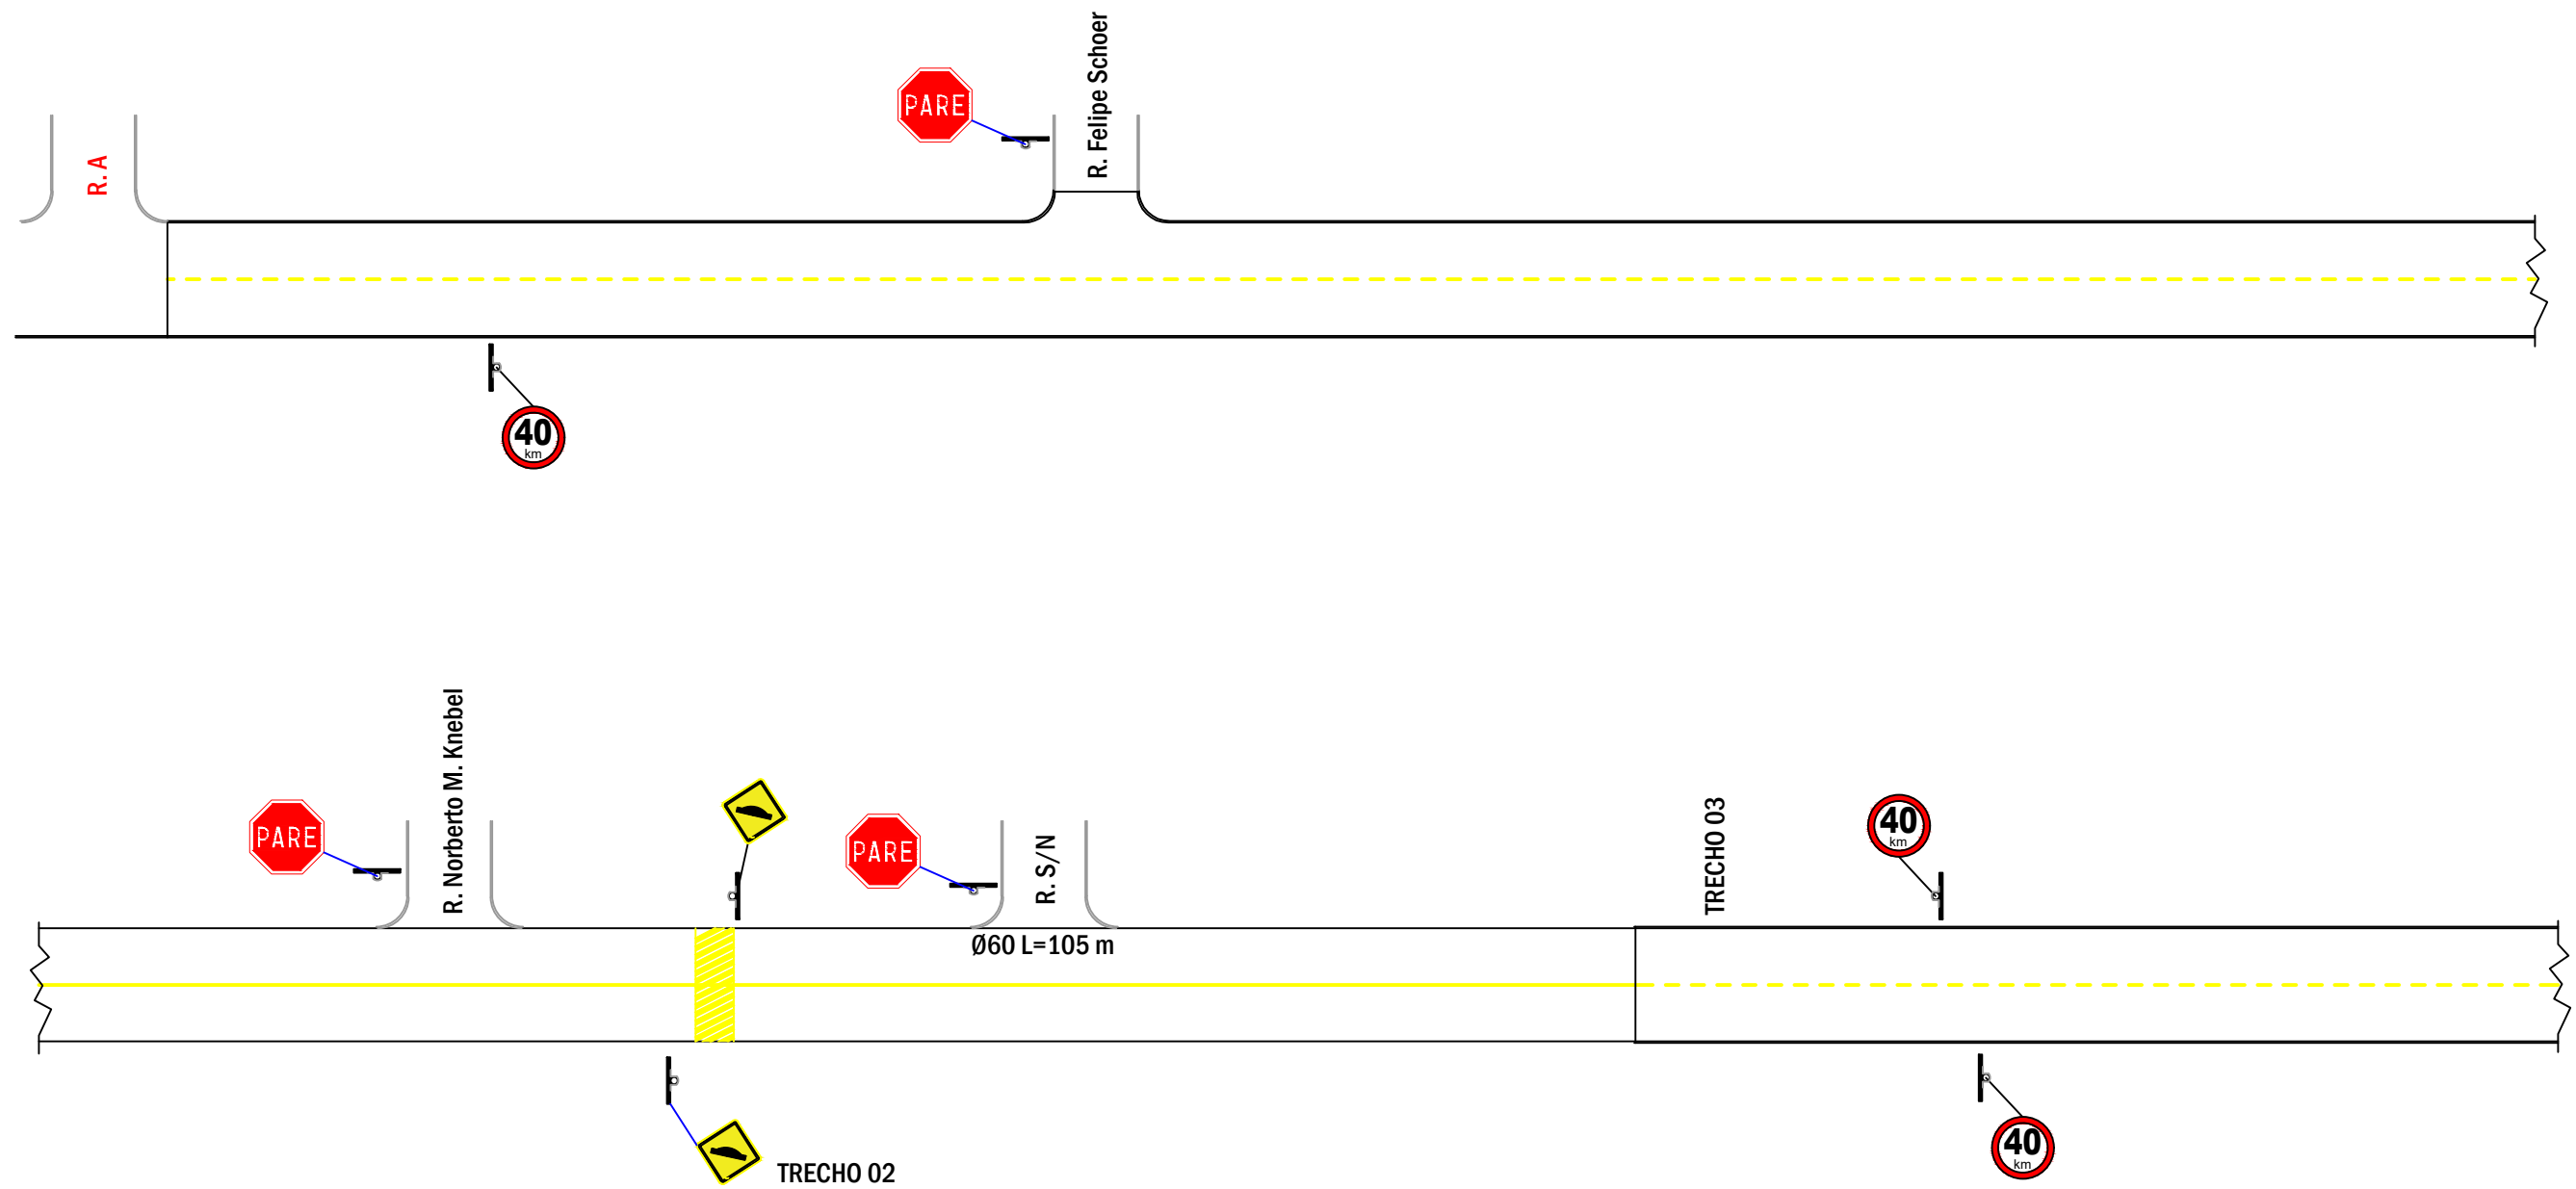 R. Felipe Schoer
PARE
R. A
40
km
R. Norberto M. Knebel
PARE
PARE
R. S/N
TRECHO 03
40
km
Ø60 L=105 m
40
km
TRECHO 02